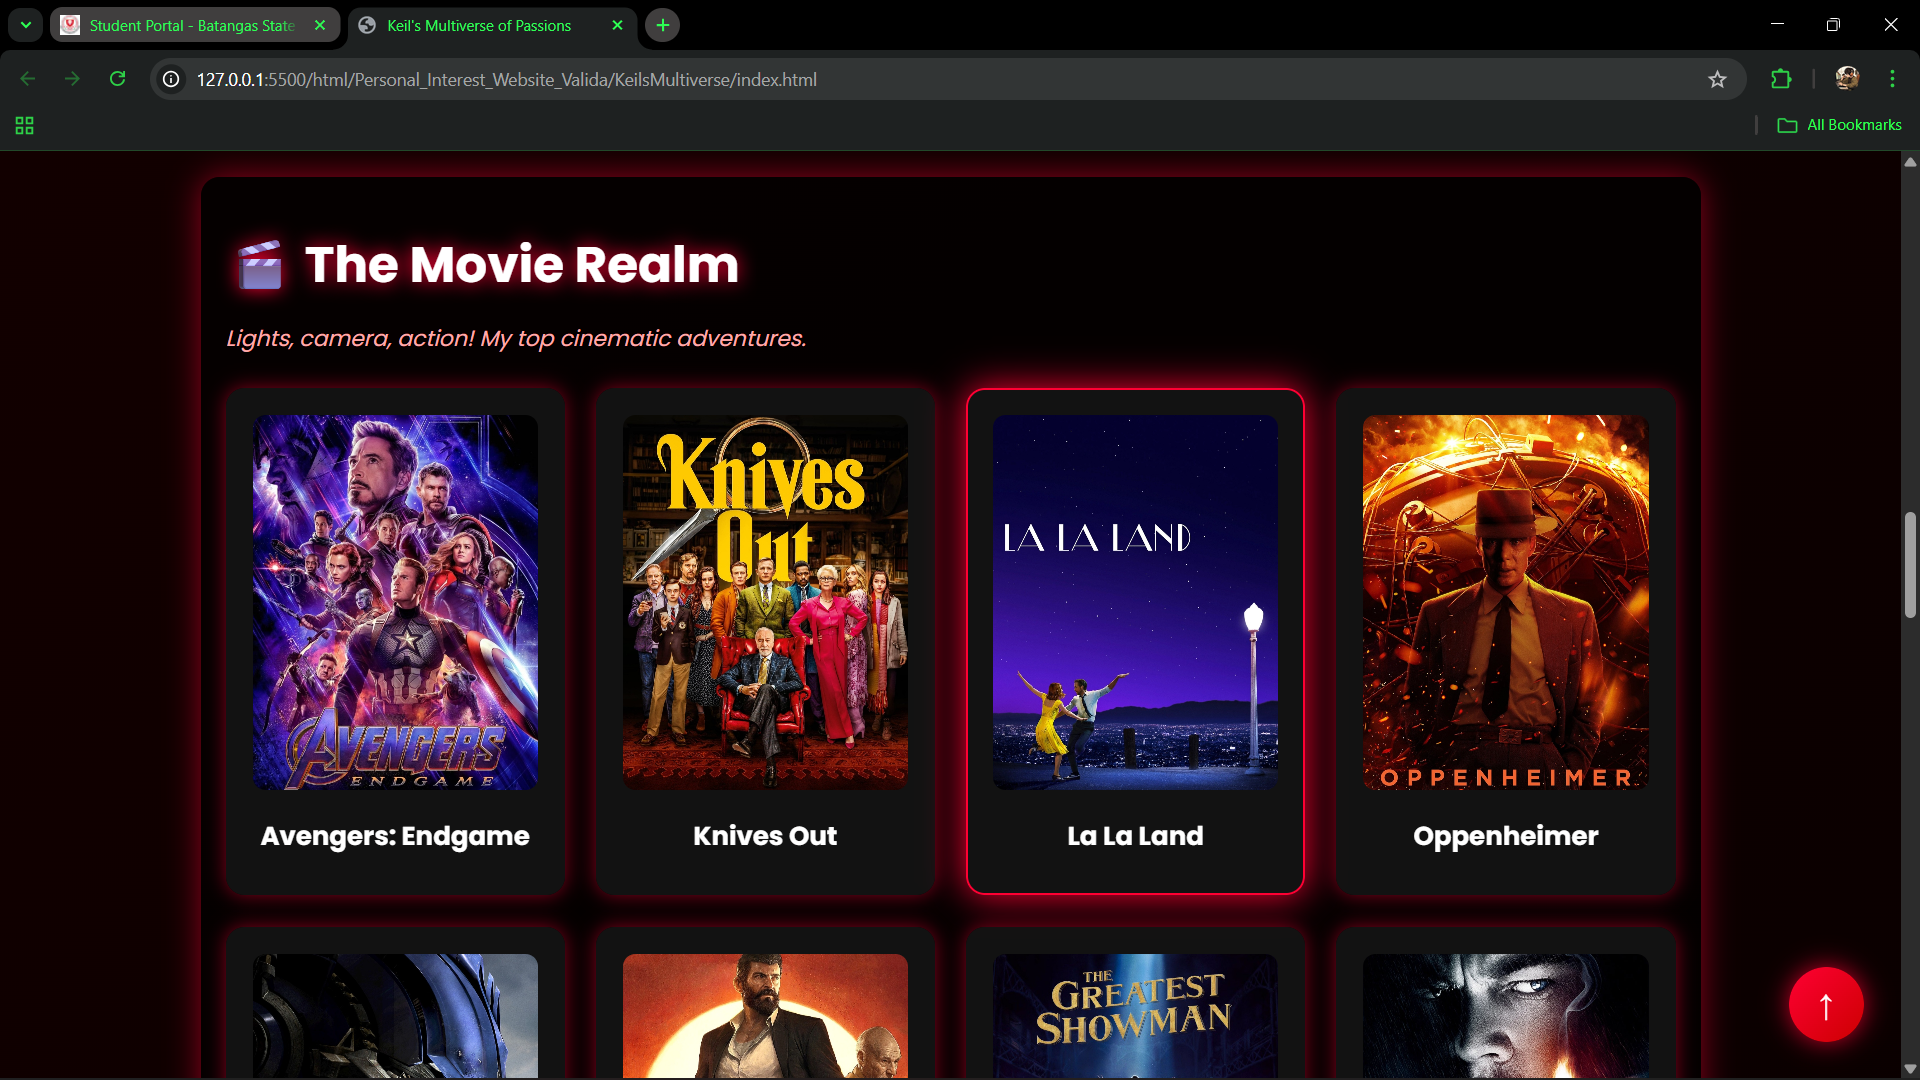 Student Portal - Batangas State
Keil's Multiverse of Passions
127.0.0.1:5500/html/Personal_Interest_Website_Valida/KeilsMultiverse/index.html
All Bookmarks
The Movie Realm
Lights, camera, action! My top cinematic adventures.
Knives
Out
LA LA LAND
AVENGERS
ENDGAME
OPPENHEIMER
Avengers: Endgame
Knives Out
La La Land
Oppenheimer
THE
GREATEST
SHOWMAN